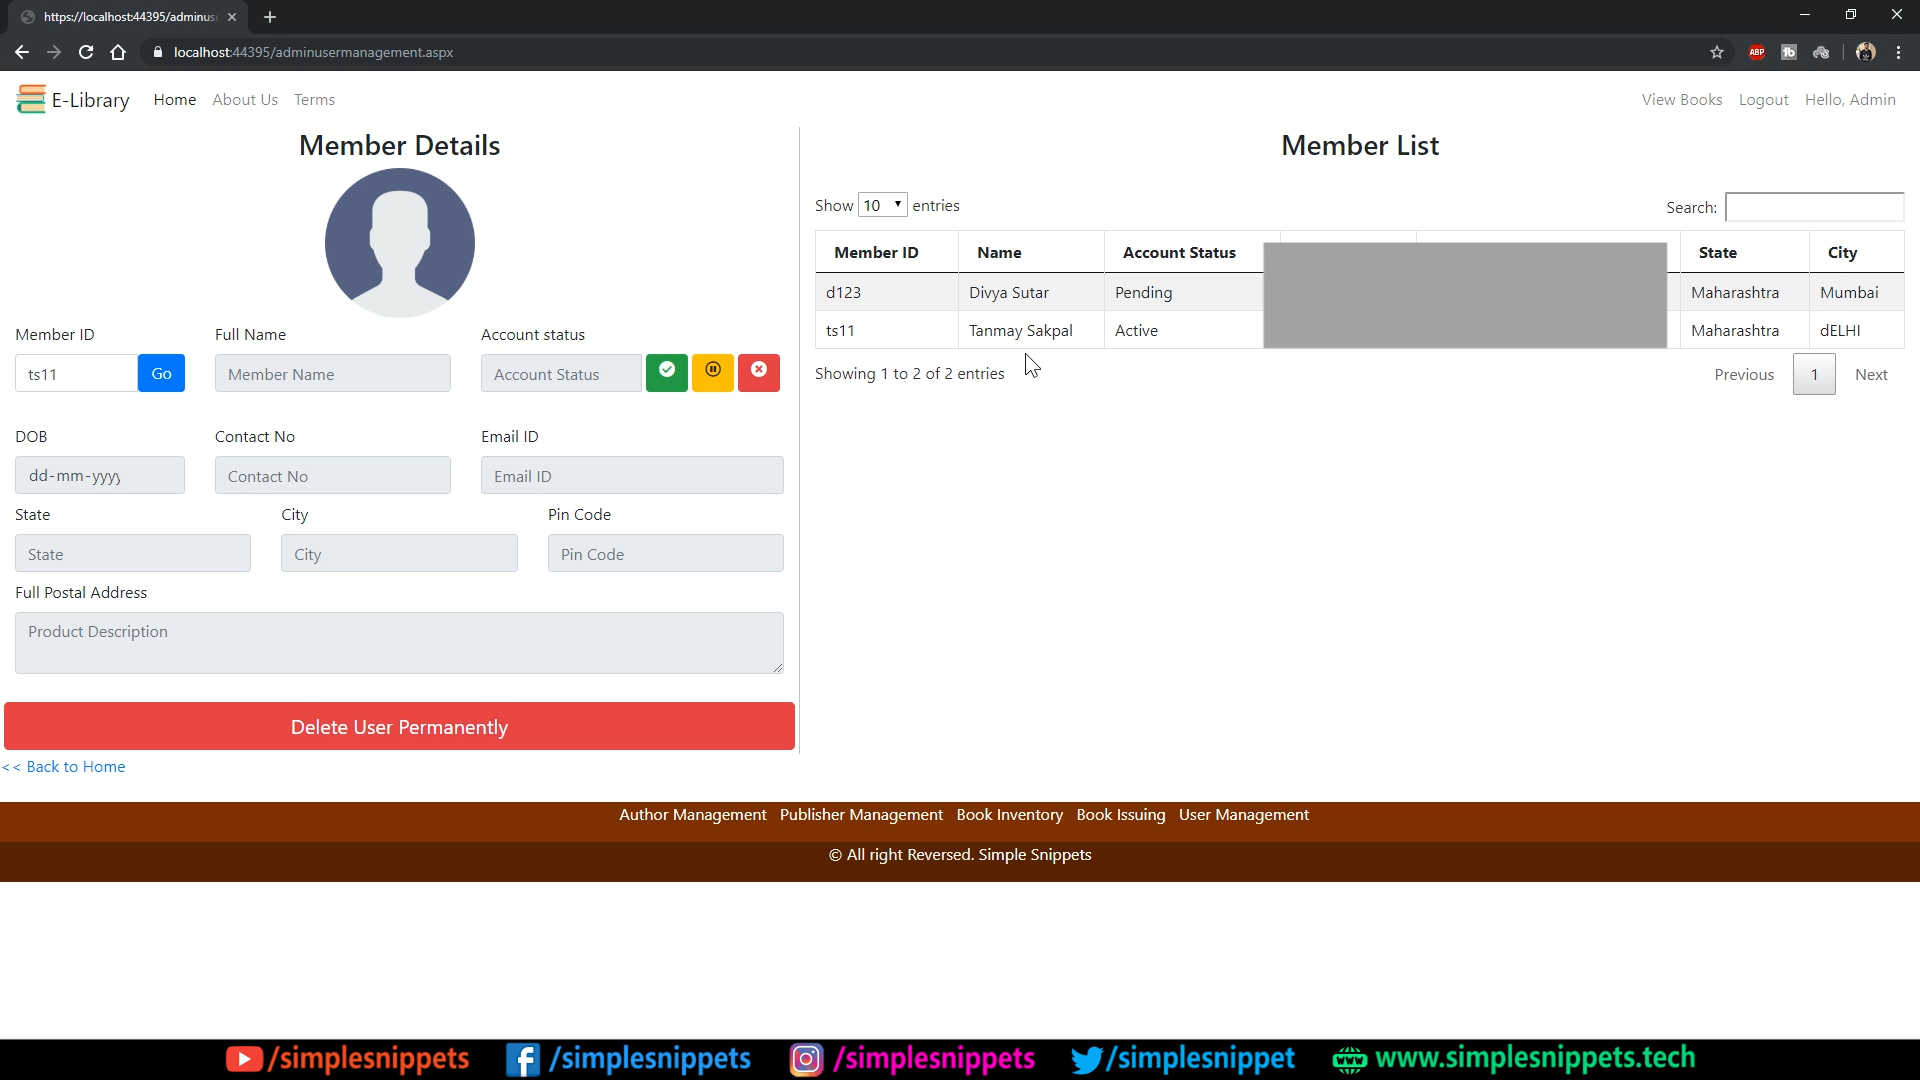 https://localhost:44395/adminus
localhost:44395/adminusermanagement.aspx
ABP
tb
E-Library Home About Us Terms
View Books Logout Hello, Admin
Member Details
Member ID Full Name Account status
ts11 Go Member Name Account Status
DOB Contact No Email ID
dd-mm-yyyy Contact No Email ID
State City Pin Code
State City Pin Code
Full Postal Address
Product Description
Delete User Permanently
<< Back to Home
Member List
Show 10 entries Search:
Member ID Name Account Status State City
d123 Divya Sutar Pending Maharashtra Mumbai
ts11 Tanmay Sakpal Active Maharashtra dELHI
Showing 1 to 2 of 2 entries Previous 1 Next
Author Management Publisher Management Book Inventory Book Issuing User Management
© All right Reversed. Simple Snippets
/simplesnippets /simplesnippets /simplesnippets /simplesnippet www.simplesnippets.tech